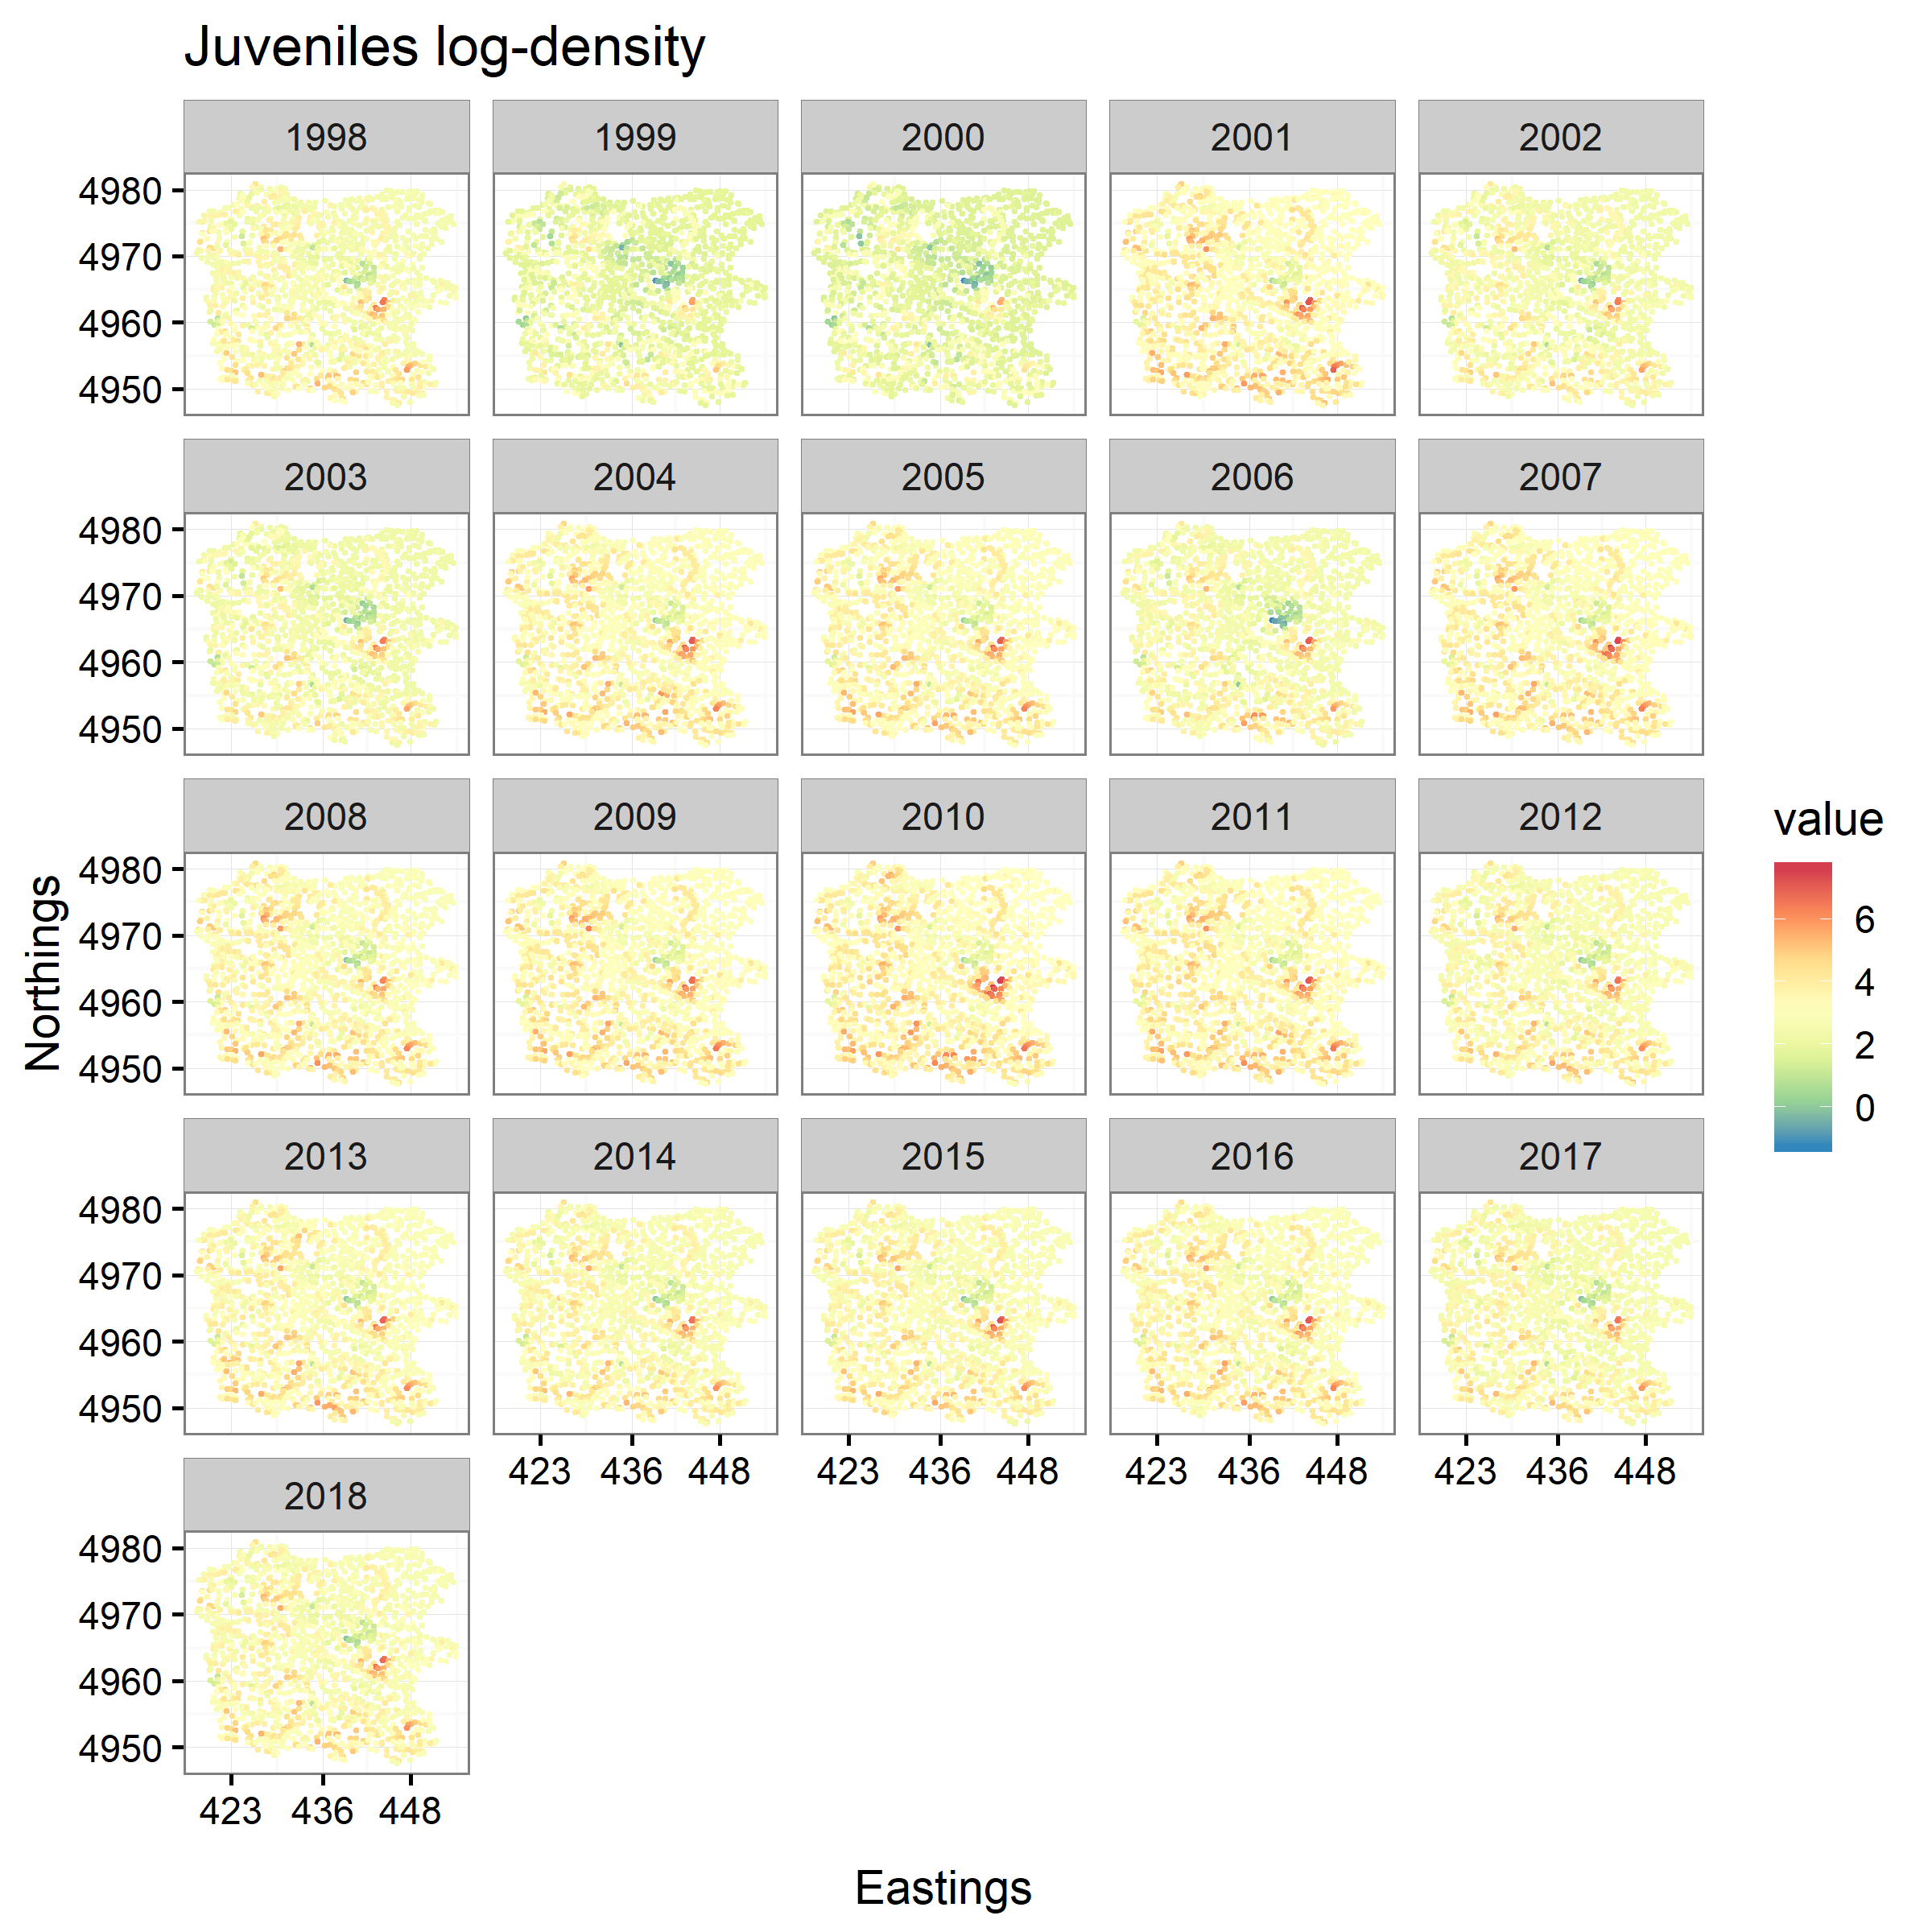 Juveniles log-density
1998 1999 2000 2001 2002
4980
4970
4960
4950
2003 2004 2005 2006 2007
4980
4970
4960
4950
2008 2009 2010 2011 2012
4980
4970
4960
4950
Northings
value
6
4
2
0
2013 2014 2015 2016 2017
4980
4970
4960
4950
423 436 448 423 436 448 423 436 448 423 436 448
2018
4980
4970
4960
4950
423 436 448
Eastings